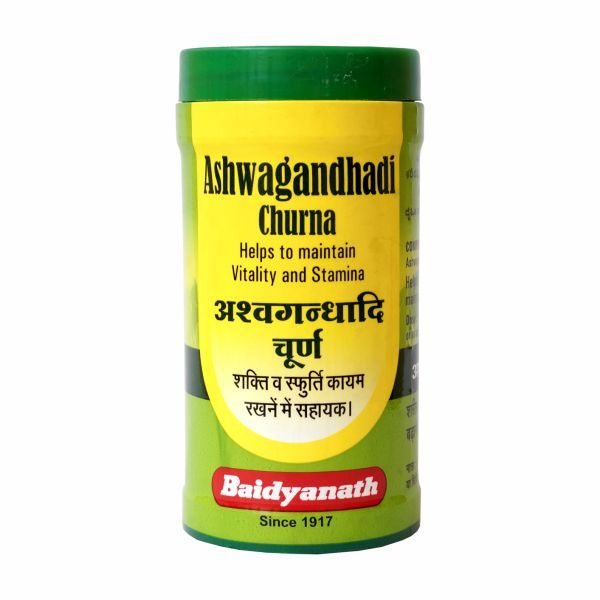 Ashwagandhadi
Churna
Helps to maintain
Vitality and Stamina
अश्वगन्धादि
चूर्ण
शक्ति व स्फुर्ति कायम
रखनें में सहायक।
Baidyanath
Since 1917